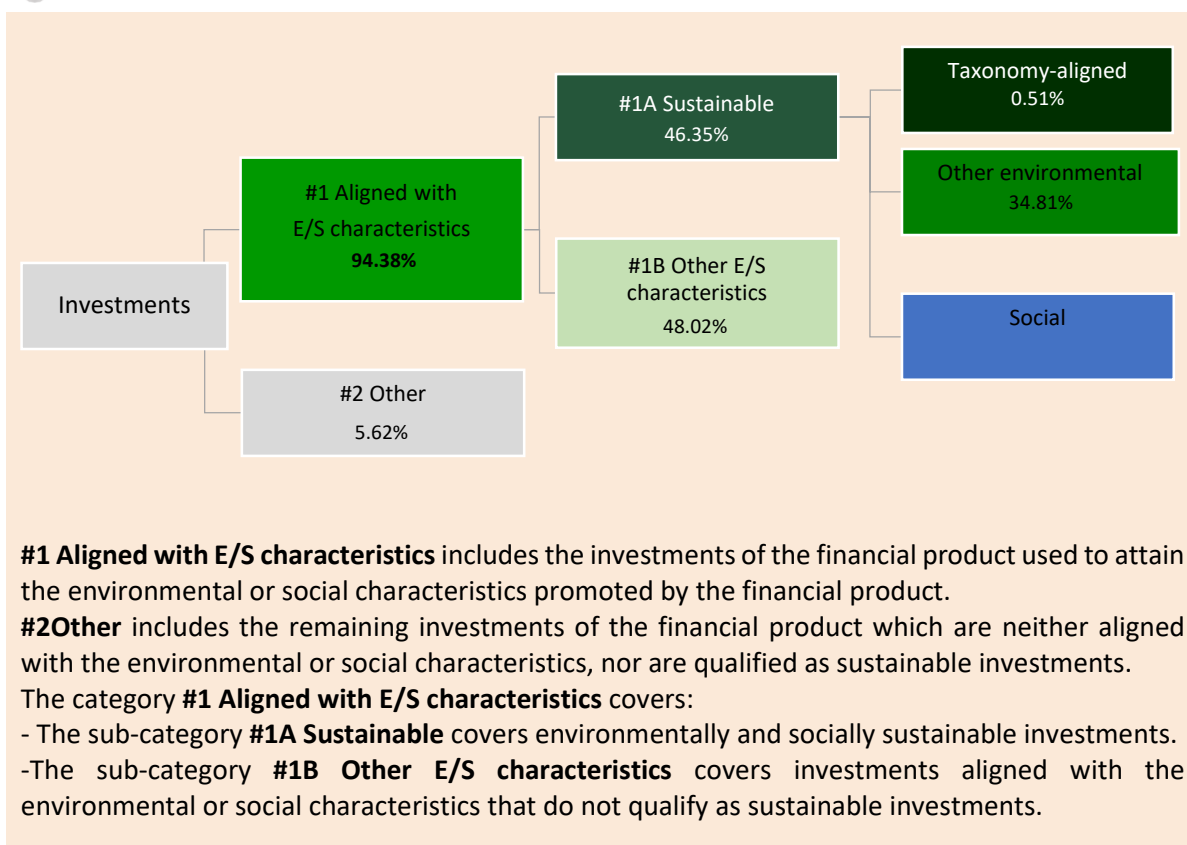 Investments
#1 Aligned with
E/S characteristics
94.38%
#2 Other
5.62%
#1A Sustainable
46.35%
#1B Other E/S
characteristics
48.02%
Taxonomy-aligned
0.51%
Other environmental
34.81%
Social
#1 Aligned with E/S characteristics includes the investments of the financial product used to attain
the environmental or social characteristics promoted by the financial product.
#2Other includes the remaining investments of the financial product which are neither aligned
with the environmental or social characteristics, nor are qualified as sustainable investments.
The category #1 Aligned with E/S characteristics covers:
- The sub-category #1A Sustainable covers environmentally and socially sustainable investments.
-The sub-category #1B Other E/S characteristics covers investments aligned with the
environmental or social characteristics that do not qualify as sustainable investments.